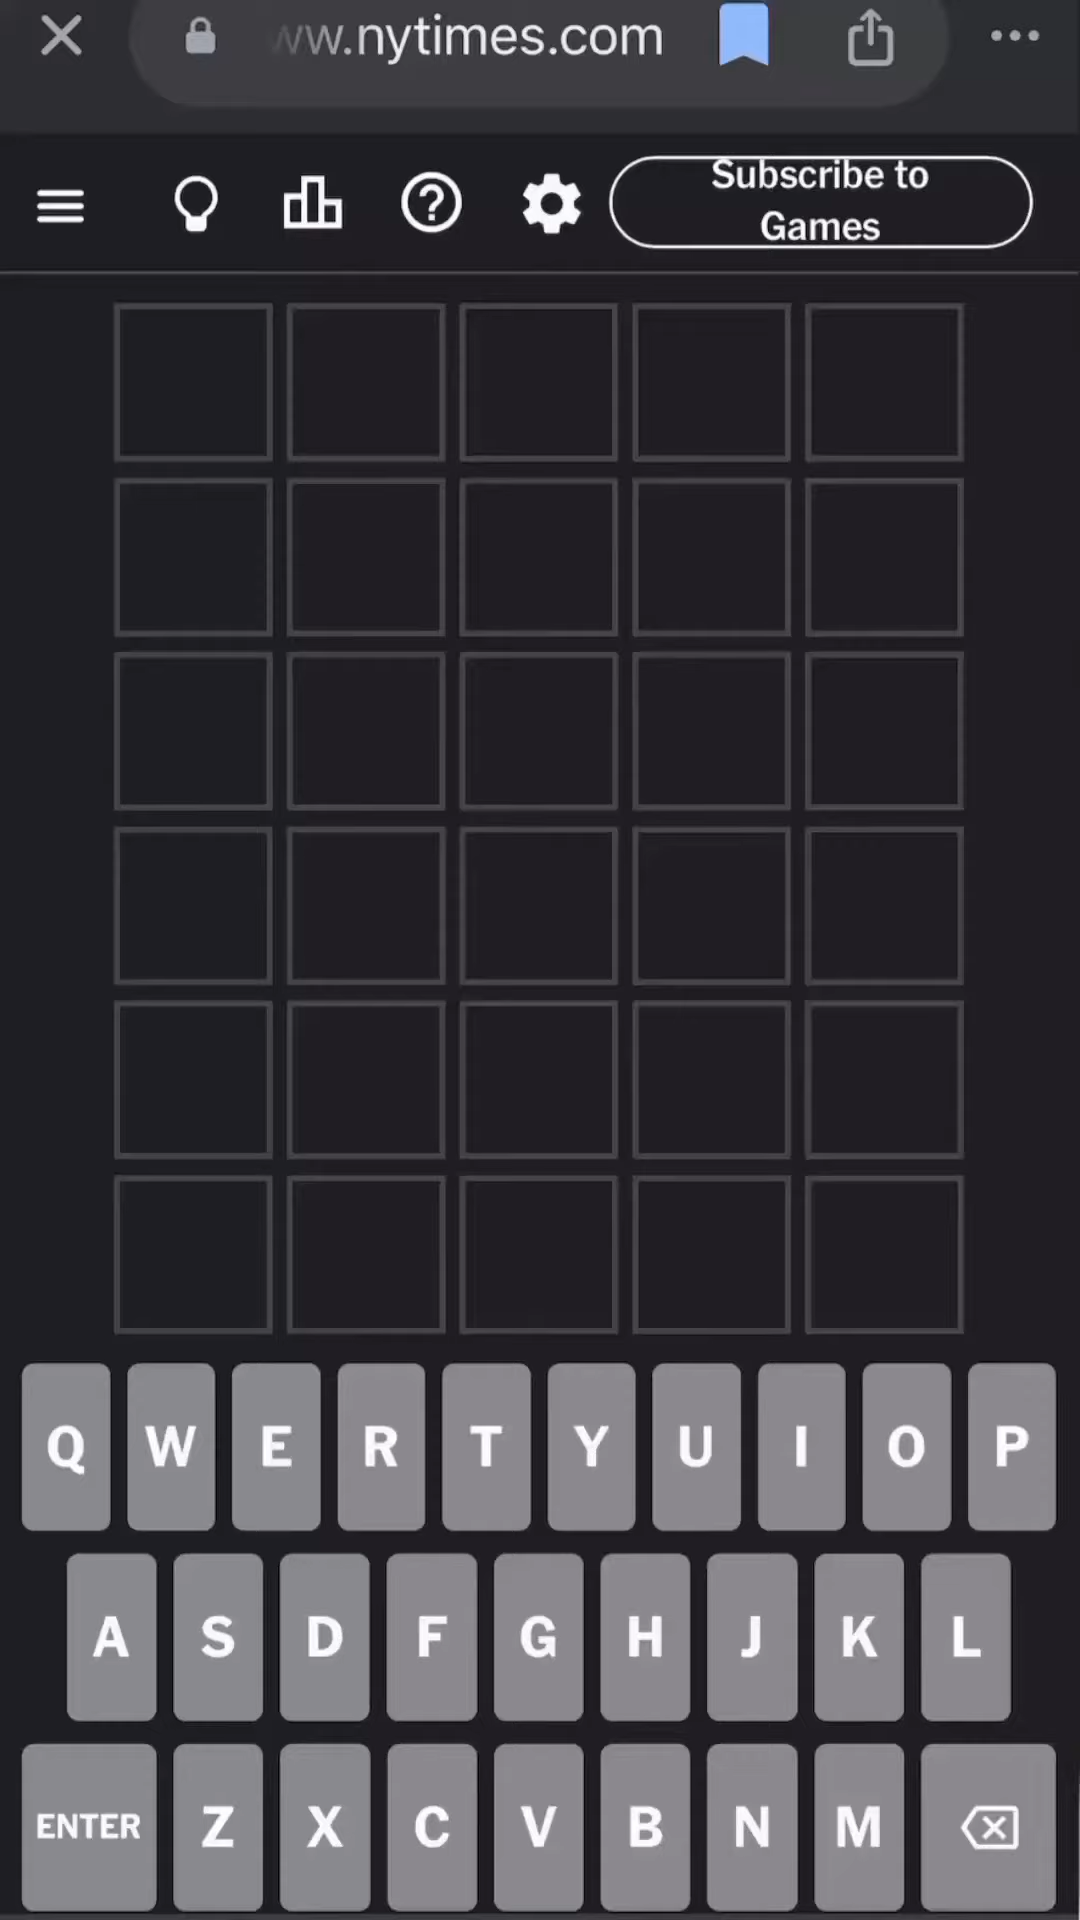 ww.nytimes.com
Subscribe to
Games
Q W E R T Y U I O P
A S D F G H J K L
ENTER Z X C V B N M